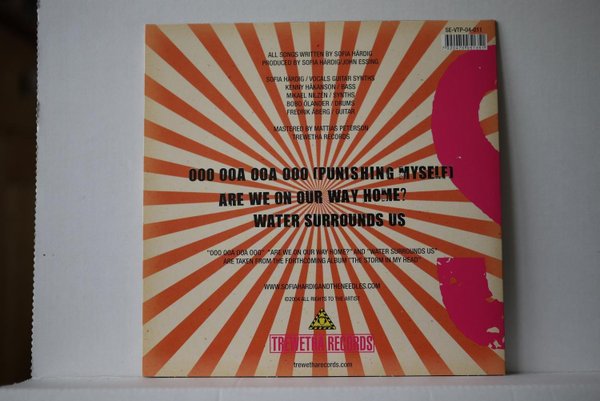 SE-VTP-04-011
ALL SONGS WRITTEN BY SOFIA HÄRDIG
PRODUCED BY SOFIA HÄRDIG/JOHN ESSING
SOFIA HÄRDIG / VOCALS GUITAR SYNTHS
KENNY HÅKANSON / BASS
MIKAEL NILZÉN / SYNTHS
BOBO ÖLANDER / DRUMS
FREDRIK ÅBERG / GUITAR
MASTERED BY MATTIAS PETERSON
TREWETHA RECORDS
OOO OOA OOA OOO (PUNISHING MYSELF)
ARE WE ON OUR WAY HOME?
WATER SURROUNDS US
"OOO OOA OOA OOO" "ARE WE ON OUR WAY HOME?" AND "WATER SURROUNDS US"
ARE TAKEN FROM THE FORTHCOMING ALBUM "THE STORM IN MY HEAD"
WWW.SOFIAHARDIGANDTHENEEDLES.COM
©2004 ALL RIGHTS TO THE ARTIST
TREWETHA RECORDS
trewetharecords.com